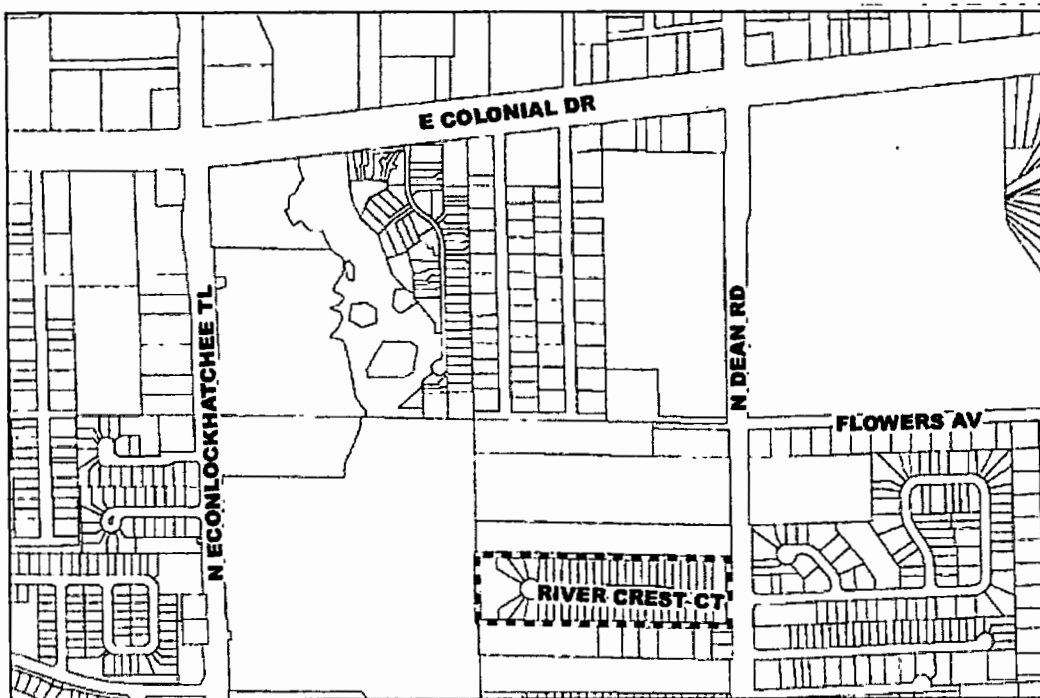 E COLONIAL DR
N ECONLOCKHATCHEE TL
N DEAN RD
FLOWERS AV
RIVER CREST CT